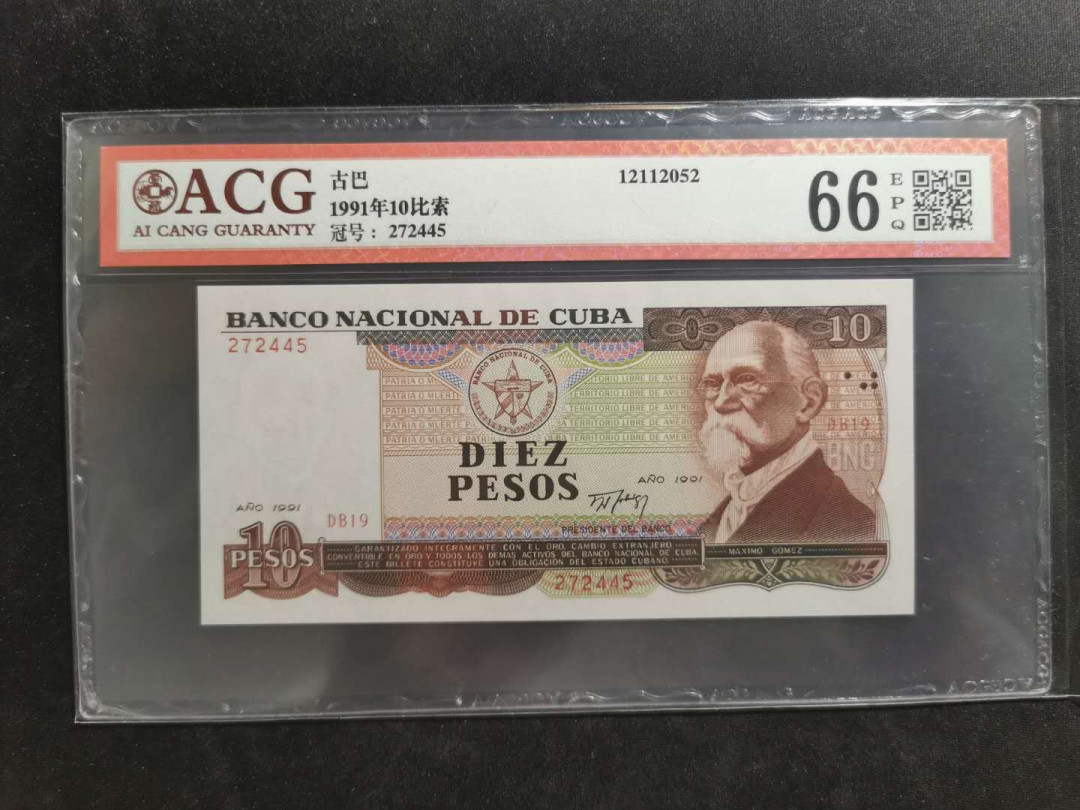 ACG
AI CANG GUARANTY
古巴
1991年10比索
冠号：272445
12112052
66
EPQ
BANCO NACIONAL DE CUBA
272445
10
BANCO NACIONAL DE CUBA
PATRIA O MUERTE
TERRITORIO LIBRE DE AMERICA
DB19
BNG
DIEZ
PESOS
AÑO 1991
AÑO 1991
DB19
PRESIDENTE DEL BANCO
10
PESOS
GARANTIZADO INTEGRAMENTE CON EL ORO, CAMBIO EXTRANJERO
CONVERTIBLE EN ORO Y TODOS LOS DEMAS ACTIVOS DEL BANCO NACIONAL DE CUBA.
ESTE BILLETE CONSTITUYE UNA OBLIGACION DEL ESTADO CUBANO.
MAXIMO GOMEZ
272445